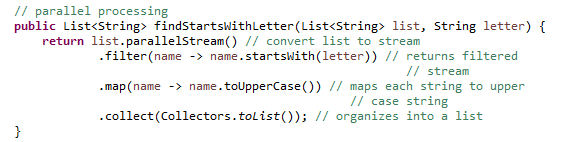 // parallel processing
public List<String> findStartsWithLetter(List<String> list, String letter) {
    return list.parallelStream() // convert list to stream
            .filter(name -> name.startsWith(letter)) // returns filtered
                                                     // stream
            .map(name -> name.toUpperCase()) // maps each string to upper
                                             // case string
            .collect(Collectors.toList()); // organizes into a list
}